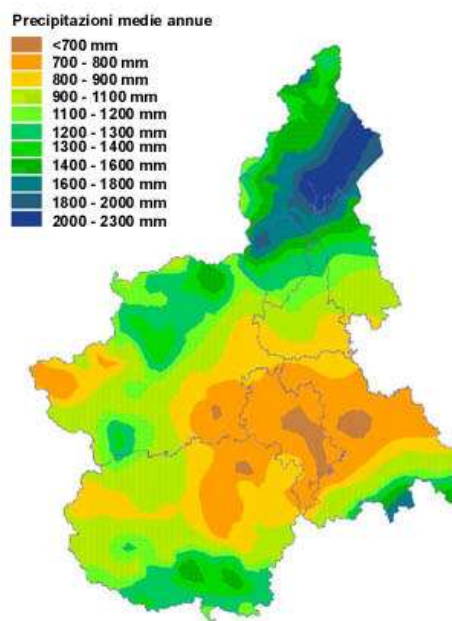 Precipitazioni medie annue
<700 mm
700 - 800 mm
800 - 900 mm
900 - 1100 mm
1100 - 1200 mm
1200 - 1300 mm
1300 - 1400 mm
1400 - 1600 mm
1600 - 1800 mm
1800 - 2000 mm
2000 - 2300 mm